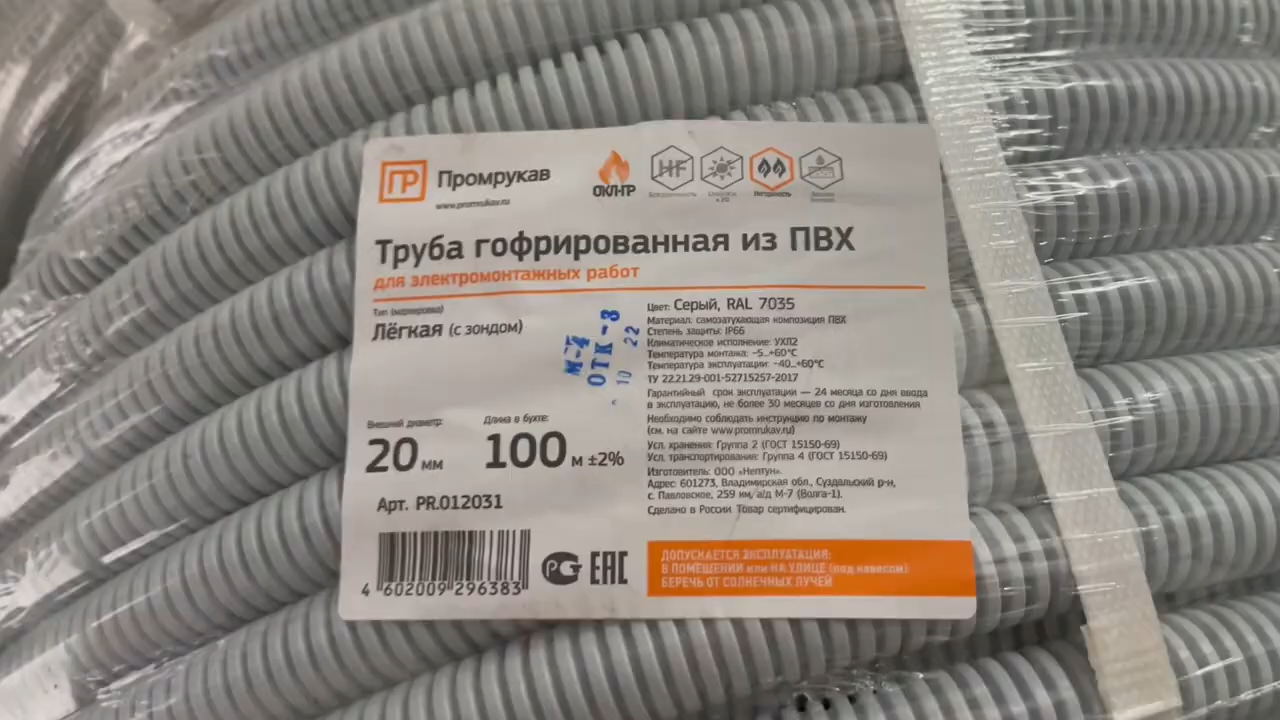 ПР Промрукав
www.promrukav.ru
ОКЛ-ПР
HF
Труба гофрированная из ПВХ
для электромонтажных работ
Тип (маркировка):
Лёгкая (с зондом)
М-4
ОТК-8
10 22
Внешний диаметр:
20 мм
Длина в бухте:
100 м ±2%
Арт. PR.012031
4 602009 296383
РСТ ЕАС
Цвет: Серый, RAL 7035
Материал: самозатухающая композиция ПВХ
Степень защиты: IP66
Климатическое исполнение: УХЛ2
Температура монтажа: -5...+60°С
Температура эксплуатации: -40...+60°С
ТУ 22.21.29-001-52715257-2017
Гарантийный срок эксплуатации — 24 месяца со дня ввода
в эксплуатацию, не более 30 месяцев со дня изготовления
Необходимо соблюдать инструкцию по монтажу
(см. на сайте www.promrukav.ru)
Усл. хранения: Группа 2 (ГОСТ 15150-69)
Усл. транспортирования: Группа 4 (ГОСТ 15150-69)
Изготовитель: ООО «Нептун».
Адрес: 601273, Владимирская обл., Суздальский р-н,
с. Павловское, 259 км, а/д М-7 (Волга-1).
Сделано в России Товар сертифицирован.
ДОПУСКАЕТСЯ ЭКСПЛУАТАЦИЯ:
В ПОМЕЩЕНИИ или НА УЛИЦЕ (под навесом)
БЕРЕЧЬ ОТ СОЛНЕЧНЫХ ЛУЧЕЙ